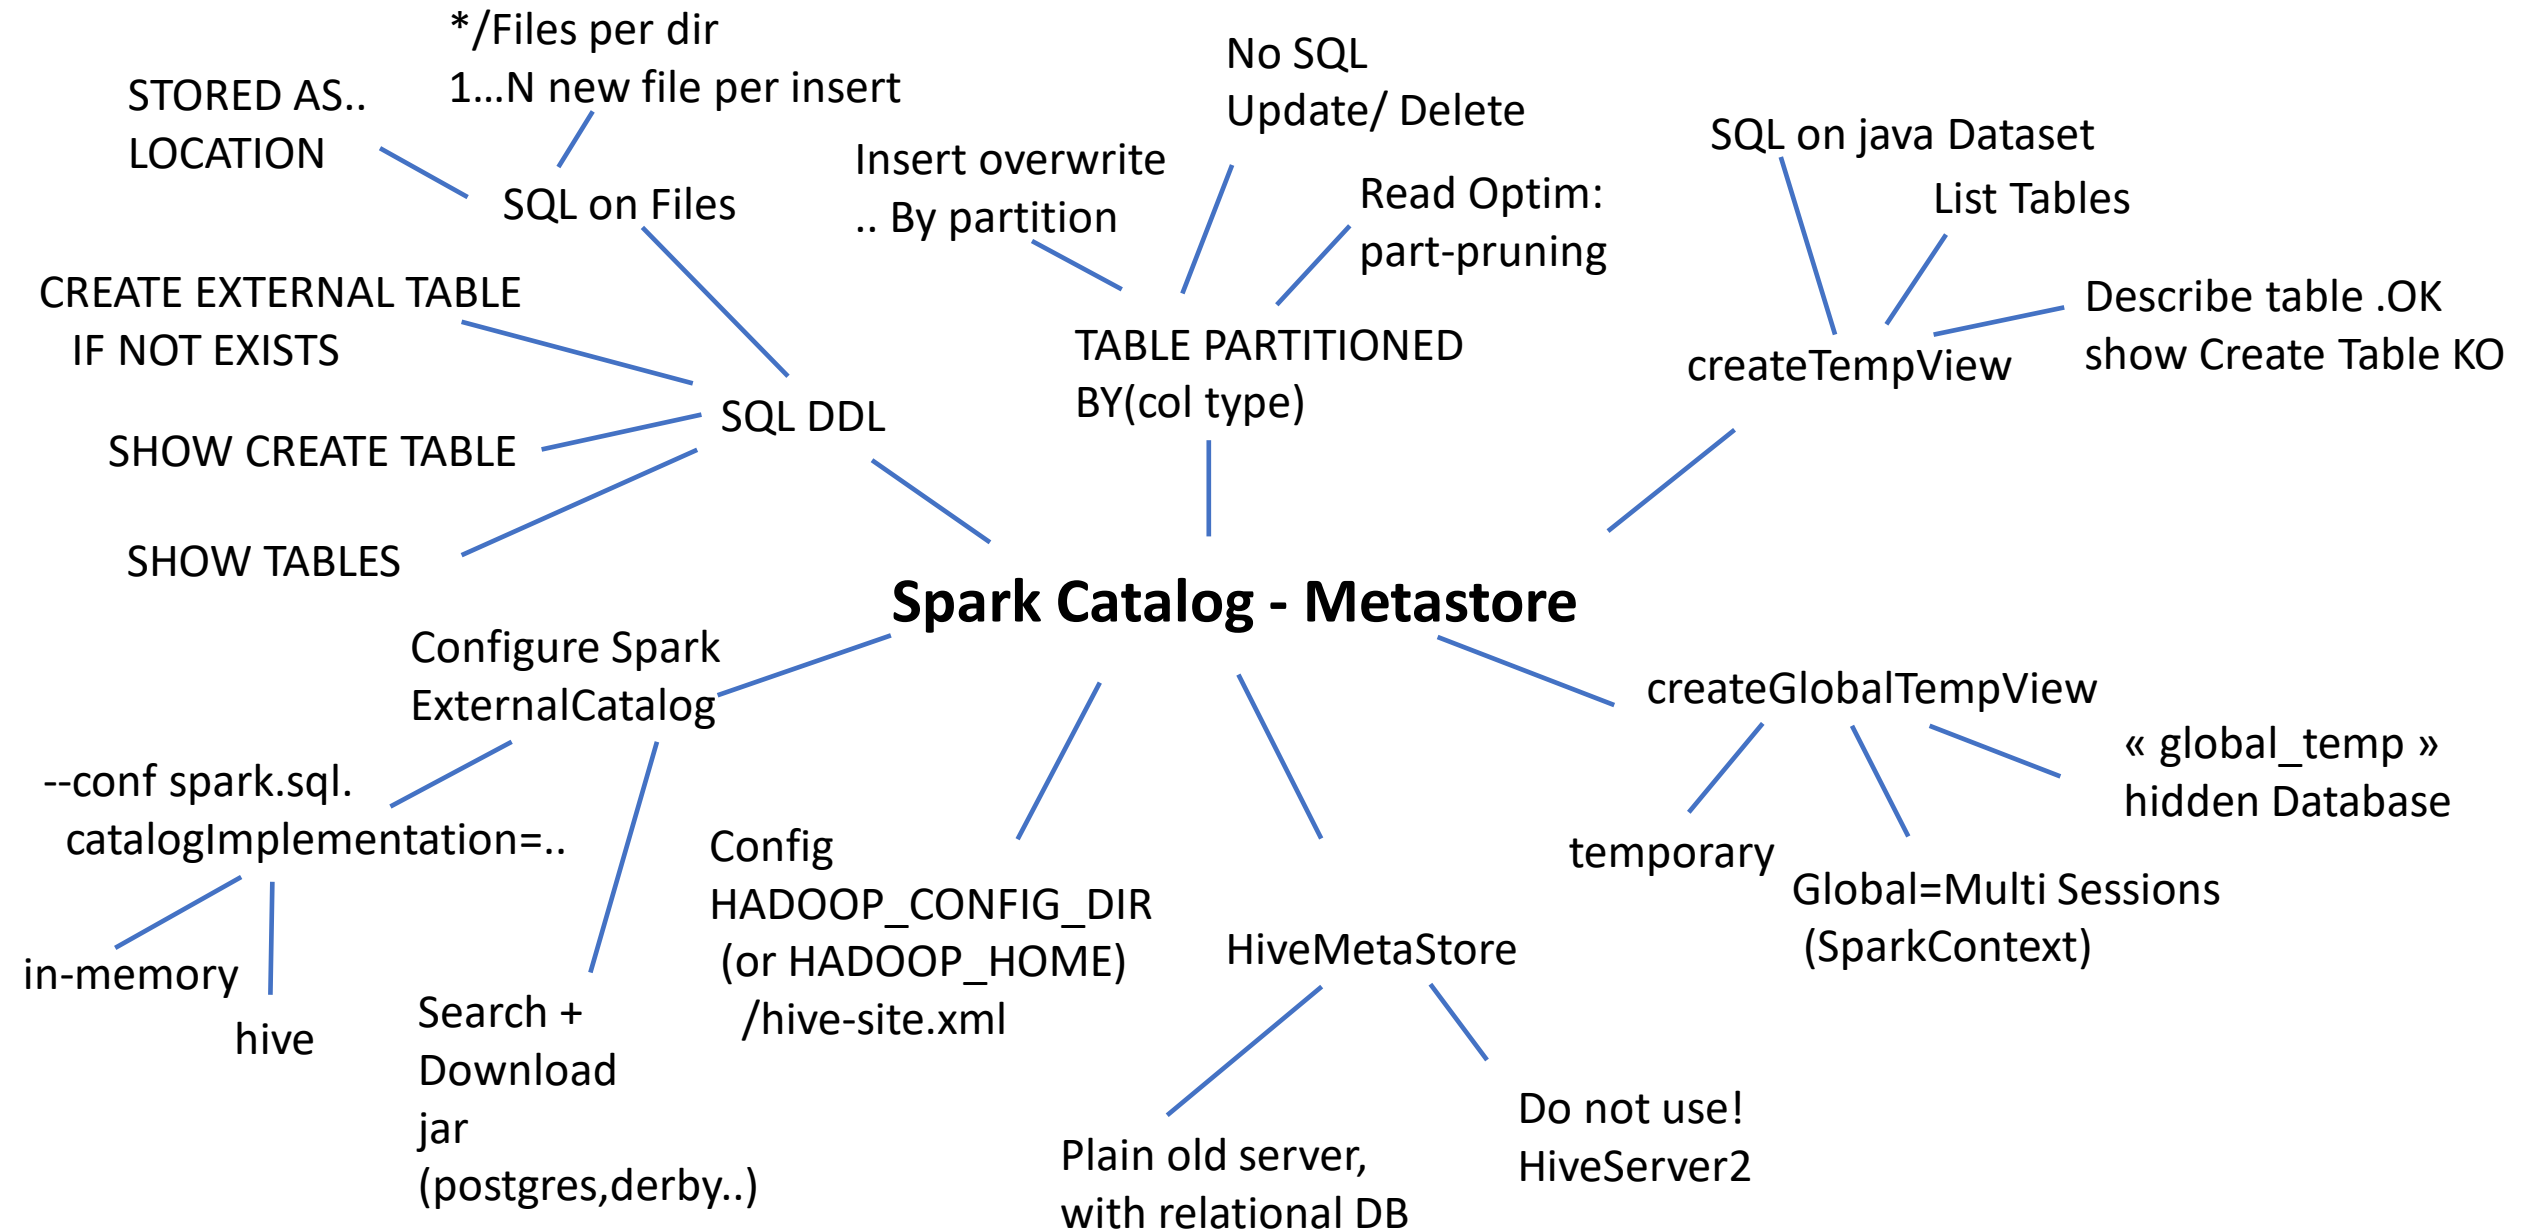 */Files per dir
1...N new file per insert
STORED AS..
LOCATION
SQL on Files
CREATE EXTERNAL TABLE
IF NOT EXISTS
SHOW CREATE TABLE
SHOW TABLES
SQL DDL
Insert overwrite
.. By partition
No SQL
Update/ Delete
Read Optim:
part-pruning
TABLE PARTITIONED
BY(col type)
SQL on java Dataset
List Tables
Describe table .OK
show Create Table KO
createTempView
Spark Catalog - Metastore
Configure Spark
ExternalCatalog
--conf spark.sql.
catalogImplementation=..
in-memory
hive
Search +
Download
jar
(postgres,derby..)
Config
HADOOP_CONFIG_DIR
(or HADOOP_HOME)
/hive-site.xml
HiveMetaStore
Plain old server,
with relational DB
Do not use!
HiveServer2
createGlobalTempView
temporary
Global=Multi Sessions
(SparkContext)
« global_temp »
hidden Database